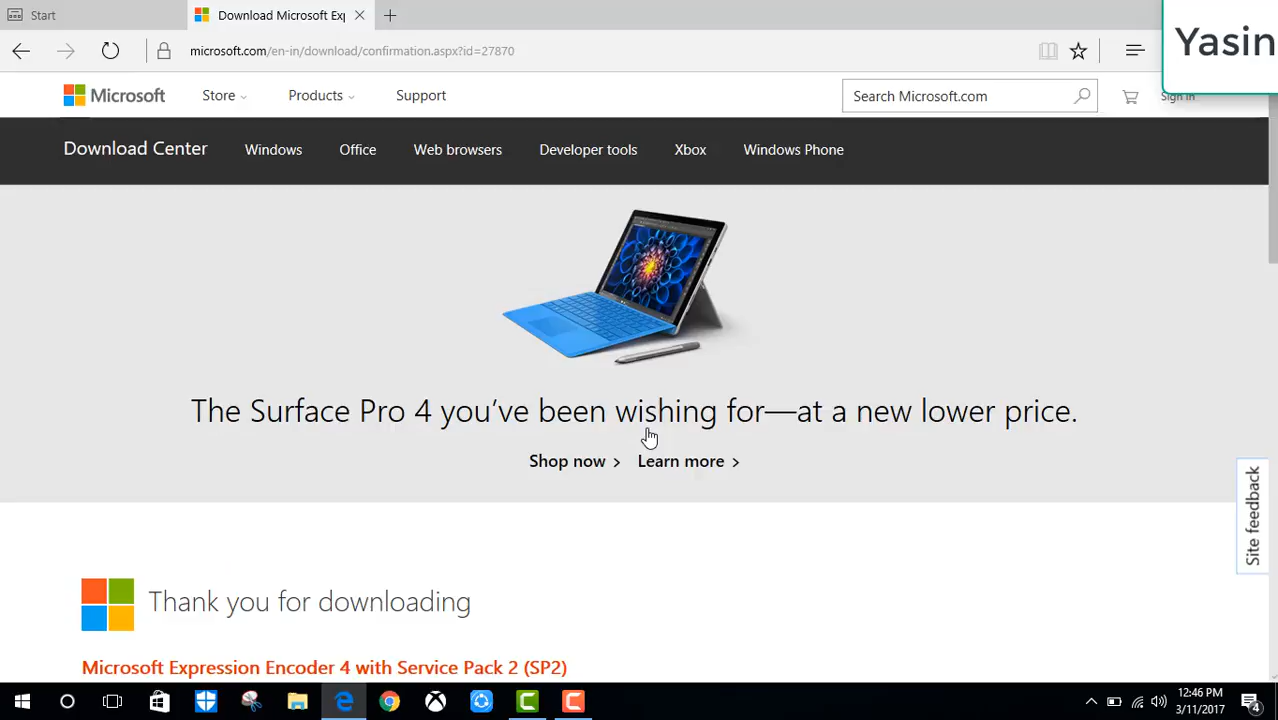 Start
Download Microsoft Exp
Yasin
microsoft.com/en-in/download/confirmation.aspx?id=27870
Microsoft Store Products Support Search Microsoft.com Sign in
Download Center Windows Office Web browsers Developer tools Xbox Windows Phone
The Surface Pro 4 you've been wishing for—at a new lower price.
Shop now Learn more
Site feedback
Thank you for downloading
Microsoft Expression Encoder 4 with Service Pack 2 (SP2)
12:46 PM
3/11/2017
4